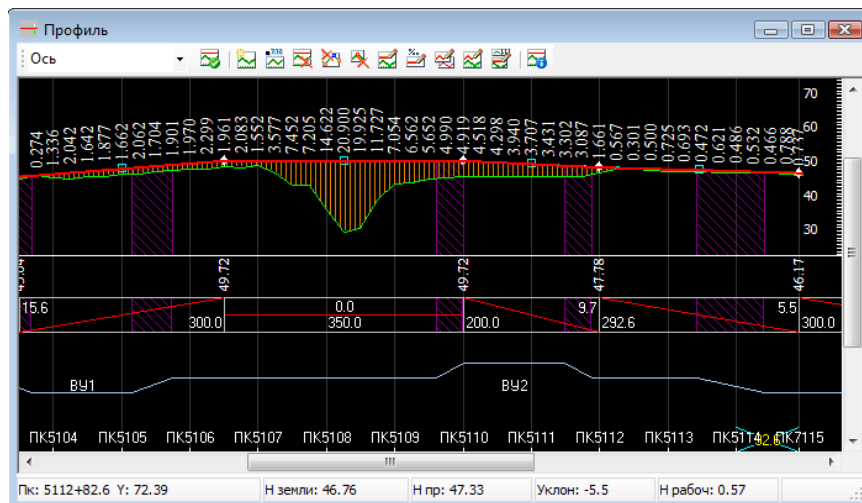 Профиль
Ось
0.274 1.336 2.042 1.642 1.877 1.662 2.062 1.704 1.901 1.970 2.299 1.961 2.083 1.552 3.577 7.452 7.205 14.622 20.900 19.925 11.727 7.054 6.562 5.652 4.990 4.919 4.518 4.298 3.940 3.707 3.431 3.302 3.087 1.661 0.567 0.301 0.500 0.725 0.693 0.472 0.621 0.486 0.532 0.466
70
60
50
40
30
49.72 49.72 47.78 46.17
15.6 0.0 9.7 5.5
300.0 350.0 200.0 292.6 300.0
ВУ1 ВУ2
ПК5104 ПК5105 ПК5106 ПК5107 ПК5108 ПК5109 ПК5110 ПК5111 ПК5112 ПК5113 ПК5114 92.6 ПК7115
Пк: 5112+82.6 Y: 72.39 Н земли: 46.76 Н пр: 47.33 Уклон: -5.5 Н рабоч: 0.57